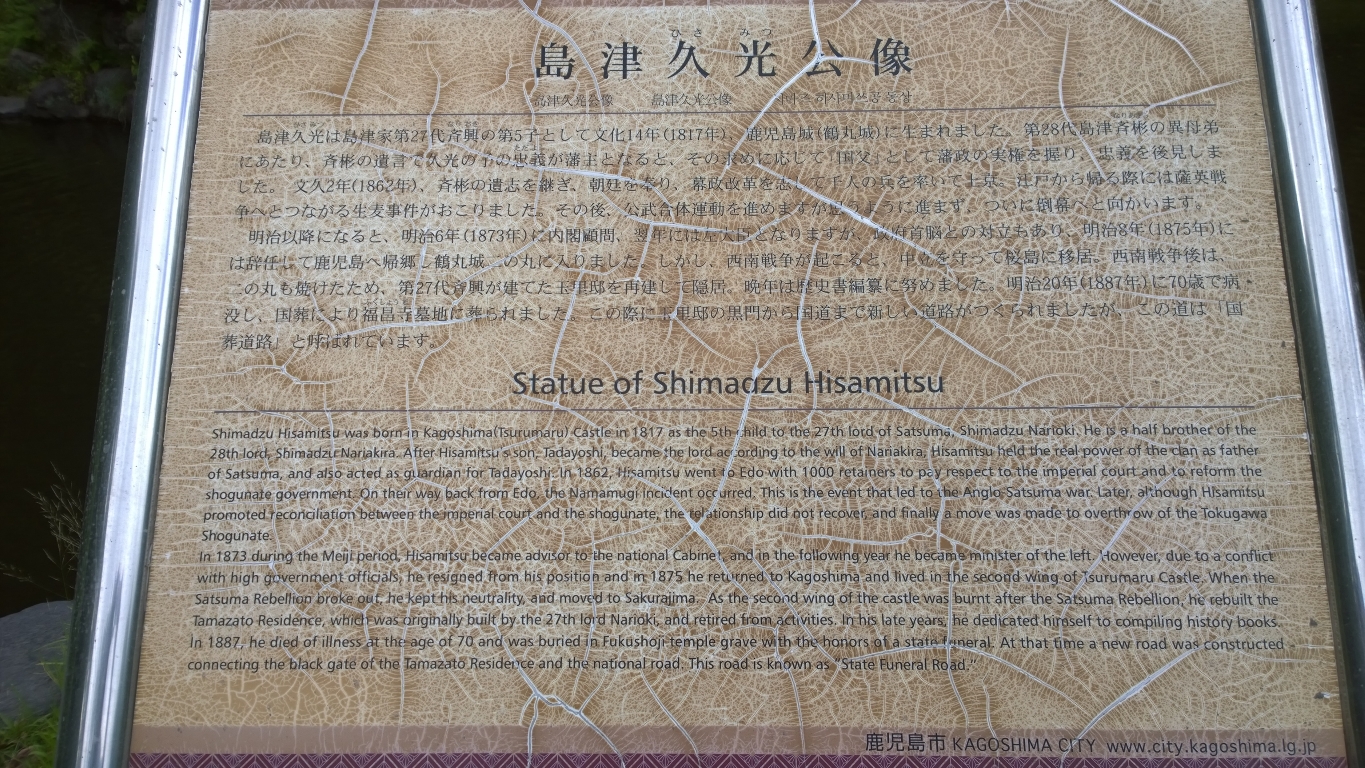 ひさ みつ
島津久光公像
島津久光公像 島津久光公像 시마즈 히사미쓰공 동상
島津久光は島津家第27代斉興の第5子として文化14年(1817年)、鹿児島城(鶴丸城)に生まれました。第28代島津斉彬の異母弟
にあたり、斉彬の遺言で久光の子の忠義が藩主となると、その求めに応じて「国父」として藩政の実権を握り、忠義を後見しま
した。 文久2年(1862年)、斉彬の遺志を継ぎ、朝廷を奉り、幕政改革を志して千人の兵を率いて上京。江戸から帰る際には薩英戦
争へとつながる生麦事件がおこりました。その後、公武合体運動を進めますが思うように進まず、ついに倒幕へと向かいます。
明治以降になると、明治6年(1873年)に内閣顧問、翌年には左大臣となりますが、政府首脳との対立もあり、明治8年(1875年)に
は辞任して鹿児島へ帰郷し鶴丸城二の丸に入りました。しかし、西南戦争が起こると、中立を守って桜島に移居。西南戦争後は、
二の丸も焼けたため、第27代斉興が建てた玉里邸を再建して隠居、晩年は歴史書編纂に努めました。明治20年(1887年)に70歳で病
没し、国葬により福昌寺墓地に葬られました。この際に玉里邸の黒門から国道まで新しい道路がつくられましたが、この道は「国
葬道路」と呼ばれています。
Statue of Shimadzu Hisamitsu
Shimadzu Hisamitsu was born in Kagoshima(Tsurumaru) Castle in 1817 as the 5th child to the 27th lord of Satsuma, Shimadzu Narioki. He is a half brother of the
28th lord, Shimadzu Nariakira. After Hisamitsu's son, Tadayoshi, became the lord according to the will of Nariakira, Hisamitsu held the real power of the clan as father
of Satsuma, and also acted as guardian for Tadayoshi. In 1862, Hisamitsu went to Edo with 1000 retainers to pay respect to the imperial court and to reform the
shogunate government. On their way back from Edo, the Namamugi Incident occurred. This is the event that led to the Anglo-Satsuma war. Later, although Hisamitsu
promoted reconciliation between the imperial court and the shogunate, the relationship did not recover, and finally a move was made to overthrow of the Tokugawa
Shogunate.
In 1873 during the Meiji period, Hisamitsu became advisor to the national Cabinet, and in the following year he became minister of the left. However, due to a conflict
with high government officials, he resigned from his position and in 1875 he returned to Kagoshima and lived in the second wing of Tsurumaru Castle. When the
Satsuma Rebellion broke out, he kept his neutrality, and moved to Sakurajima. As the second wing of the castle was burnt after the Satsuma Rebellion, he rebuilt the
Tamazato Residence, which was originally built by the 27th lord Narioki, and retired from activities. In his late years, he dedicated himself to compiling history books.
In 1887, he died of illness at the age of 70 and was buried in Fukushoji temple grave with the honors of a state funeral. At that time a new road was constructed
connecting the black gate of the Tamazato Residence and the national road. This road is known as "State Funeral Road."
鹿児島市 KAGOSHIMA CITY www.city.kagoshima.lg.jp